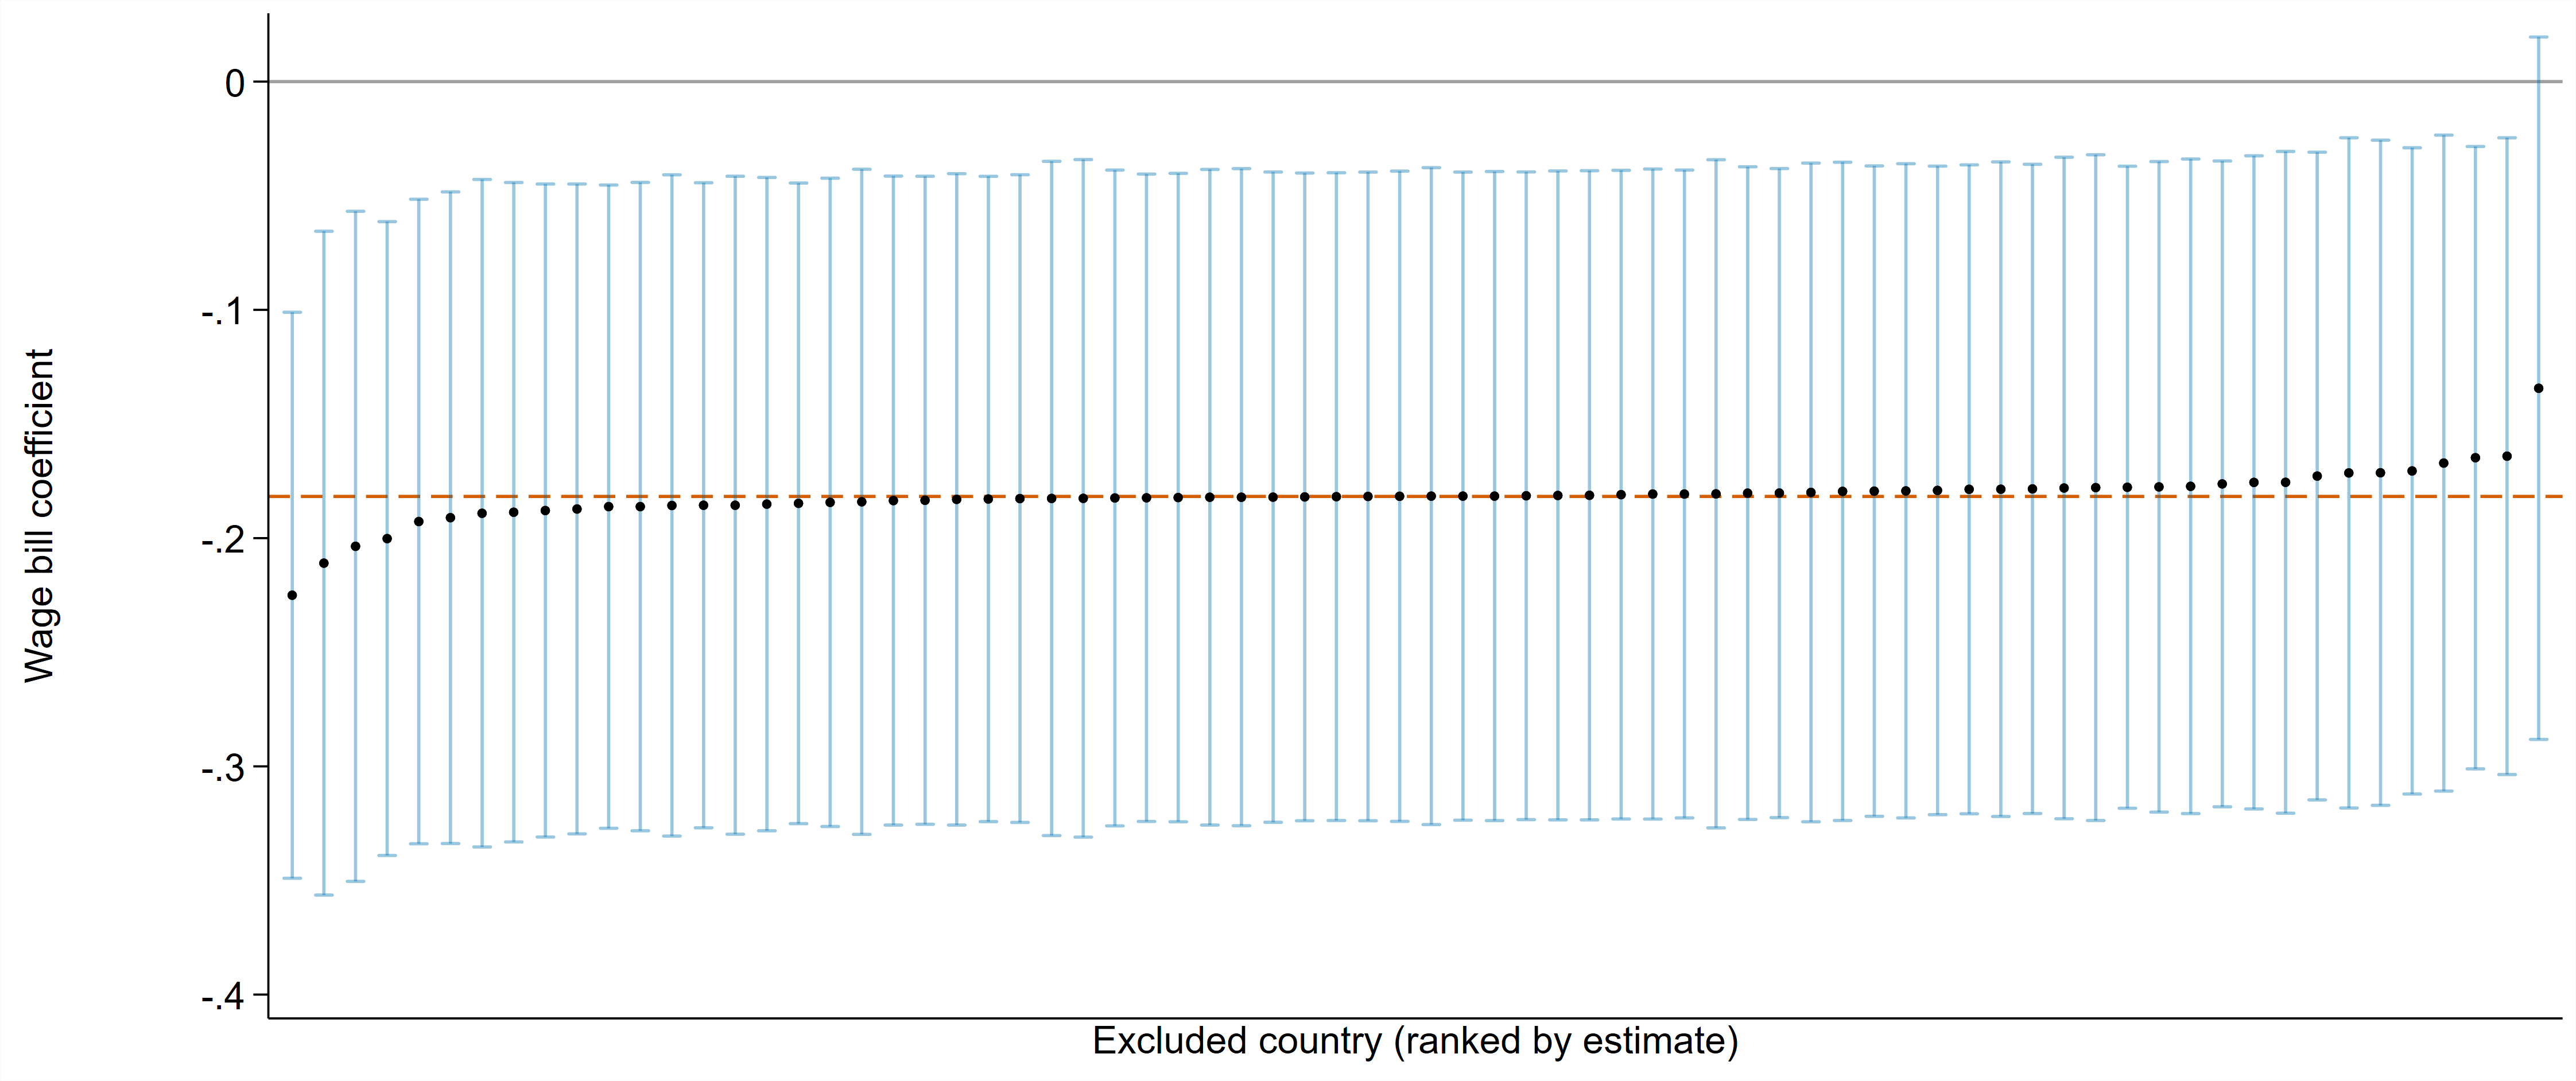 Wage bill coefficient
0
-.1
-.2
-.3
-.4
Excluded country (ranked by estimate)